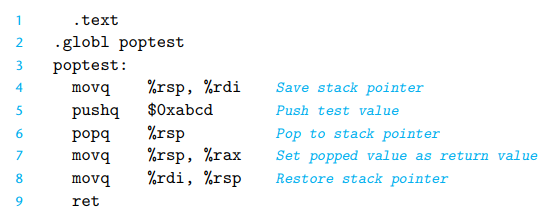 1 .text
2 .globl poptest
3 poptest:
4 movq %rsp, %rdi Save stack pointer
5 pushq $0xabcd Push test value
6 popq %rsp Pop to stack pointer
7 movq %rsp, %rax Set popped value as return value
8 movq %rdi, %rsp Restore stack pointer
9 ret